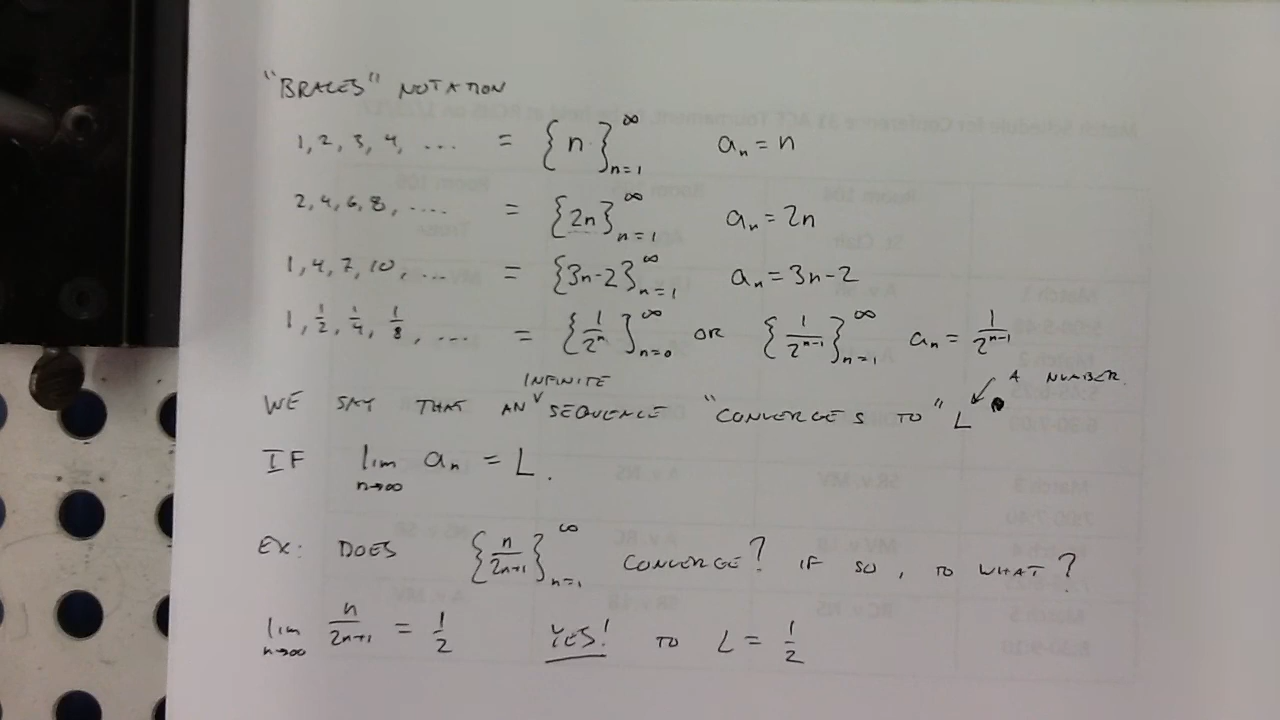 "BRACES" NOTATION
1, 2, 3, 4, ... = {n}_{n=1}^{∞} a_n = n
2, 4, 6, 8, .... = {2n}_{n=1}^{∞} a_n = 2n
1, 4, 7, 10, ... = {3n-2}_{n=1}^{∞} a_n = 3n-2
1, 1/2, 1/4, 1/8, ... = {1/2^n}_{n=0}^{∞} OR {1/2^{n-1}}_{n=1}^{∞} a_n = 1/2^{n-1}
WE SAY THAT AN INFINITE SEQUENCE "CONVERGES TO" L A NUMBER
IF lim_{n→∞} a_n = L.
EX: DOES {n/(2n+1)}_{n=1}^{∞} CONVERGE? IF SO, TO WHAT?
lim_{n→∞} n/(2n+1) = 1/2 YES! TO L = 1/2